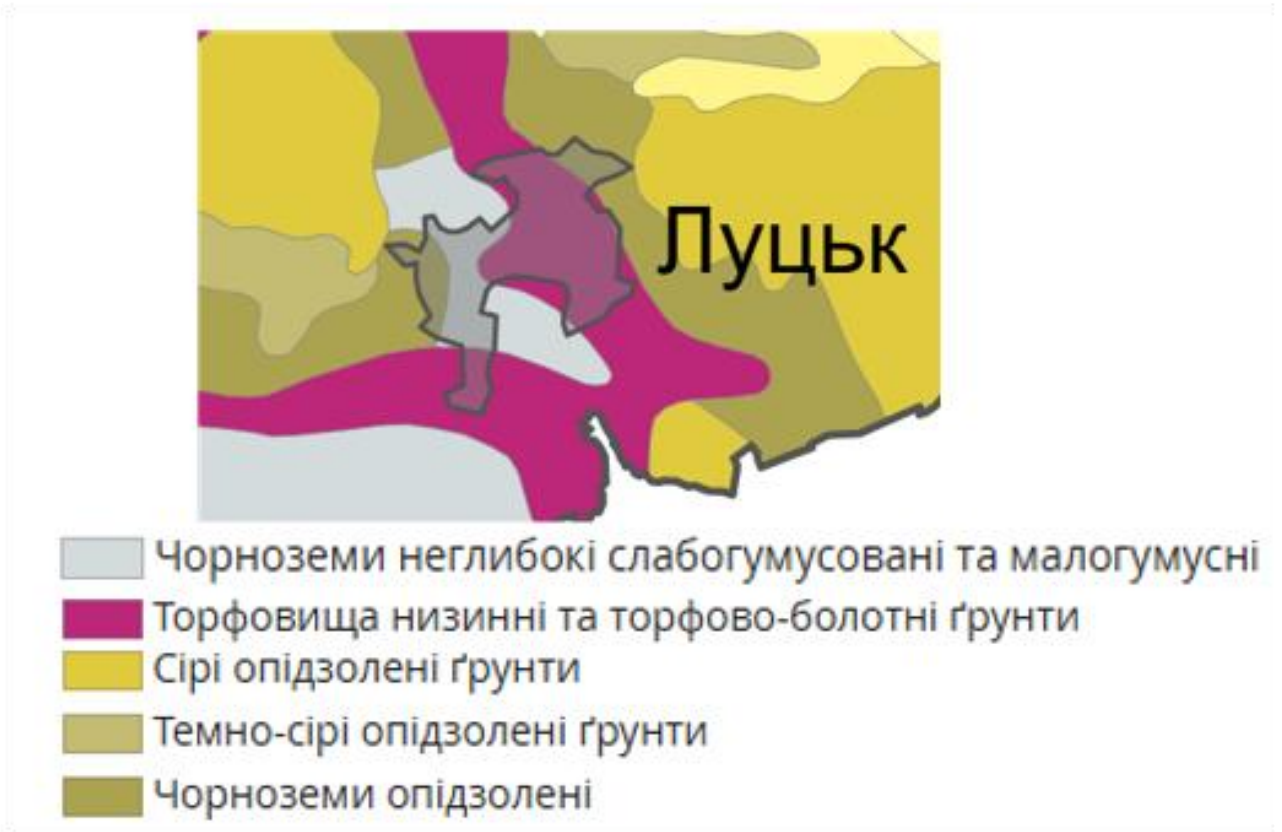 Луцьк
Чорноземи неглибокі слабогумусовані та малогумусні
Торфовища низинні та торфово-болотні ґрунти
Сірі опідзолені ґрунти
Темно-сірі опідзолені ґрунти
Чорноземи опідзолені